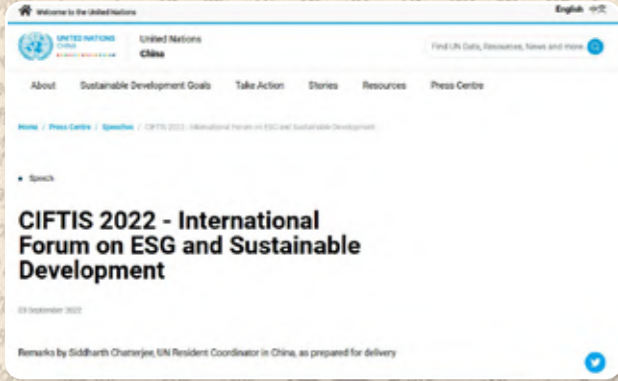 Welcome to the United Nations
English 中文
UNITED NATIONS
CHINA
United Nations
China
Find UN Data, Resources, News and more
About Sustainable Development Goals Take Action Stories Resources Press Centre
Home / Press Centre / Speeches / CIFTIS 2022 - International Forum on ESG and Sustainable Development
Speech
CIFTIS 2022 - International
Forum on ESG and Sustainable
Development
03 September 2022
Remarks by Siddharth Chatterjee, UN Resident Coordinator in China, as prepared for delivery